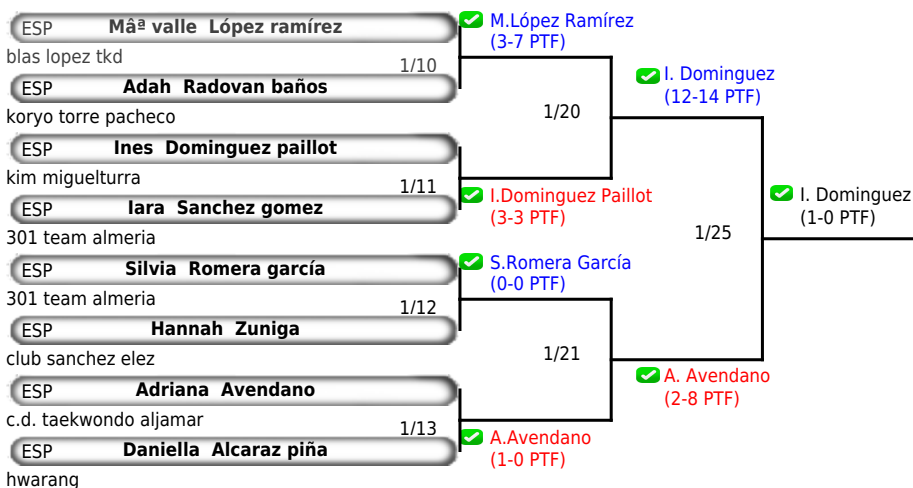 ESP Mâª valle López ramírez
blas lopez tkd
1/10
ESP Adah Radovan baños
koryo torre pacheco
ESP Ines Dominguez paillot
kim miguelturra
1/11
ESP Iara Sanchez gomez
301 team almeria
ESP Silvia Romera garcía
301 team almeria
1/12
ESP Hannah Zuniga
club sanchez elez
ESP Adriana Avendano
c.d. taekwondo aljamar
1/13
ESP Daniella Alcaraz piña
hwarang
M.López Ramírez
(3-7 PTF)
1/20
I.Dominguez Paillot
(3-3 PTF)
S.Romera García
(0-0 PTF)
1/21
A.Avendano
(1-0 PTF)
I. Dominguez
(12-14 PTF)
1/25
A. Avendano
(2-8 PTF)
I. Dominguez
(1-0 PTF)